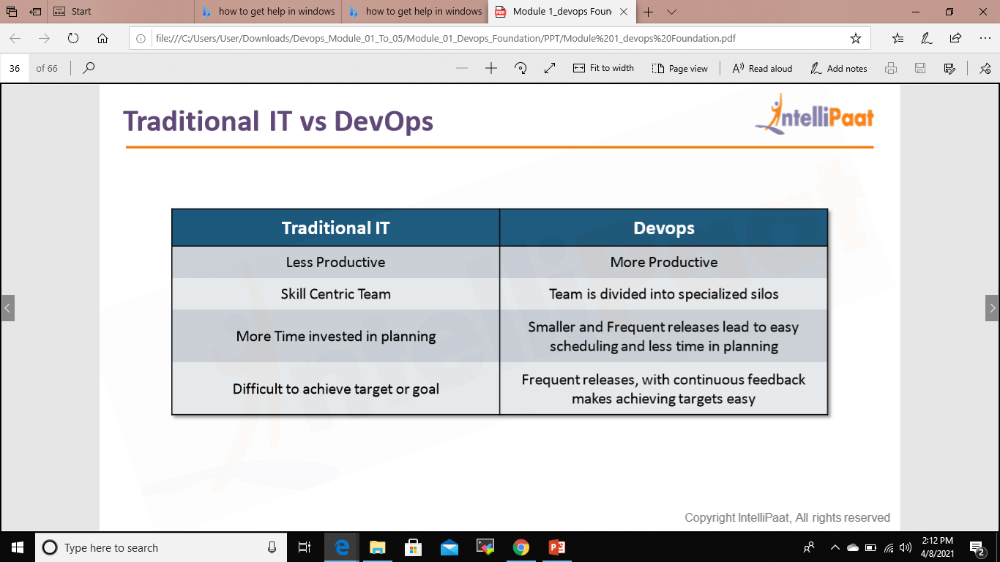 Start
how to get help in windows
how to get help in windows
Module 1_devops Foun
file:///C:/Users/User/Downloads/Devops_Module_01_To_05/Module_01_Devops_Foundation/PPT/Module%201_devops%20Foundation.pdf
36 of 66
Fit to width
Page view
Read aloud
Add notes
Traditional IT vs DevOps
IntelliPaat
Traditional IT Devops
Less Productive More Productive
Skill Centric Team Team is divided into specialized silos
More Time invested in planning Smaller and Frequent releases lead to easy
scheduling and less time in planning
Difficult to achieve target or goal Frequent releases, with continuous feedback
makes achieving targets easy
Copyright IntelliPaat, All rights reserved
Type here to search
2:12 PM
4/8/2021
2